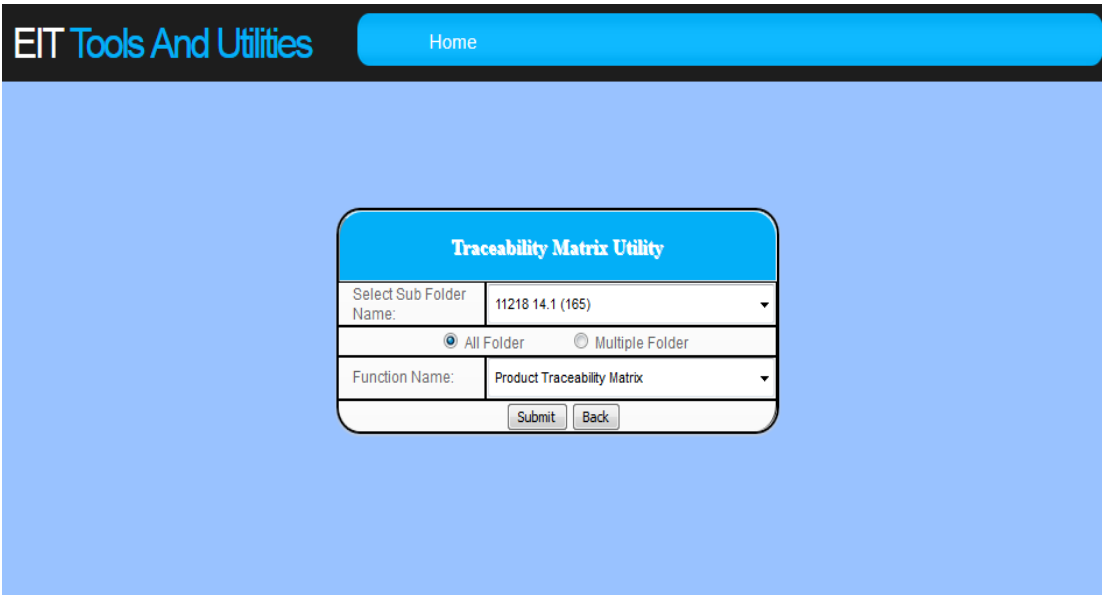 EIT Tools And Utilities
Home
Traceability Matrix Utility
Select Sub Folder
Name:
11218 14.1 (165)
All Folder
Multiple Folder
Function Name:
Product Traceability Matrix
Submit
Back